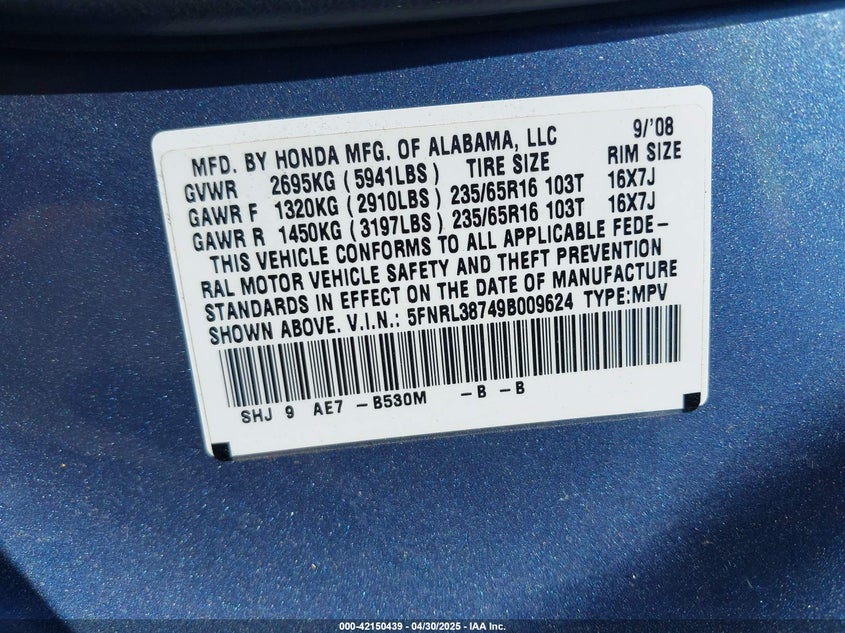 MFD. BY HONDA MFG. OF ALABAMA, LLC 9/'08
GVWR 2695KG (5941LBS) TIRE SIZE RIM SIZE
GAWR F 1320KG (2910LBS) 235/65R16 103T 16X7J
GAWR R 1450KG (3197LBS) 235/65R16 103T 16X7J
THIS VEHICLE CONFORMS TO ALL APPLICABLE FEDE-
RAL MOTOR VEHICLE SAFETY AND THEFT PREVENTION
STANDARDS IN EFFECT ON THE DATE OF MANUFACTURE
SHOWN ABOVE. V.I.N.: 5FNRL38749B009624 TYPE:MPV
SHJ 9 AE7 -B530M -B -B
000-42150439 - 04/30/2025 - IAA Inc.